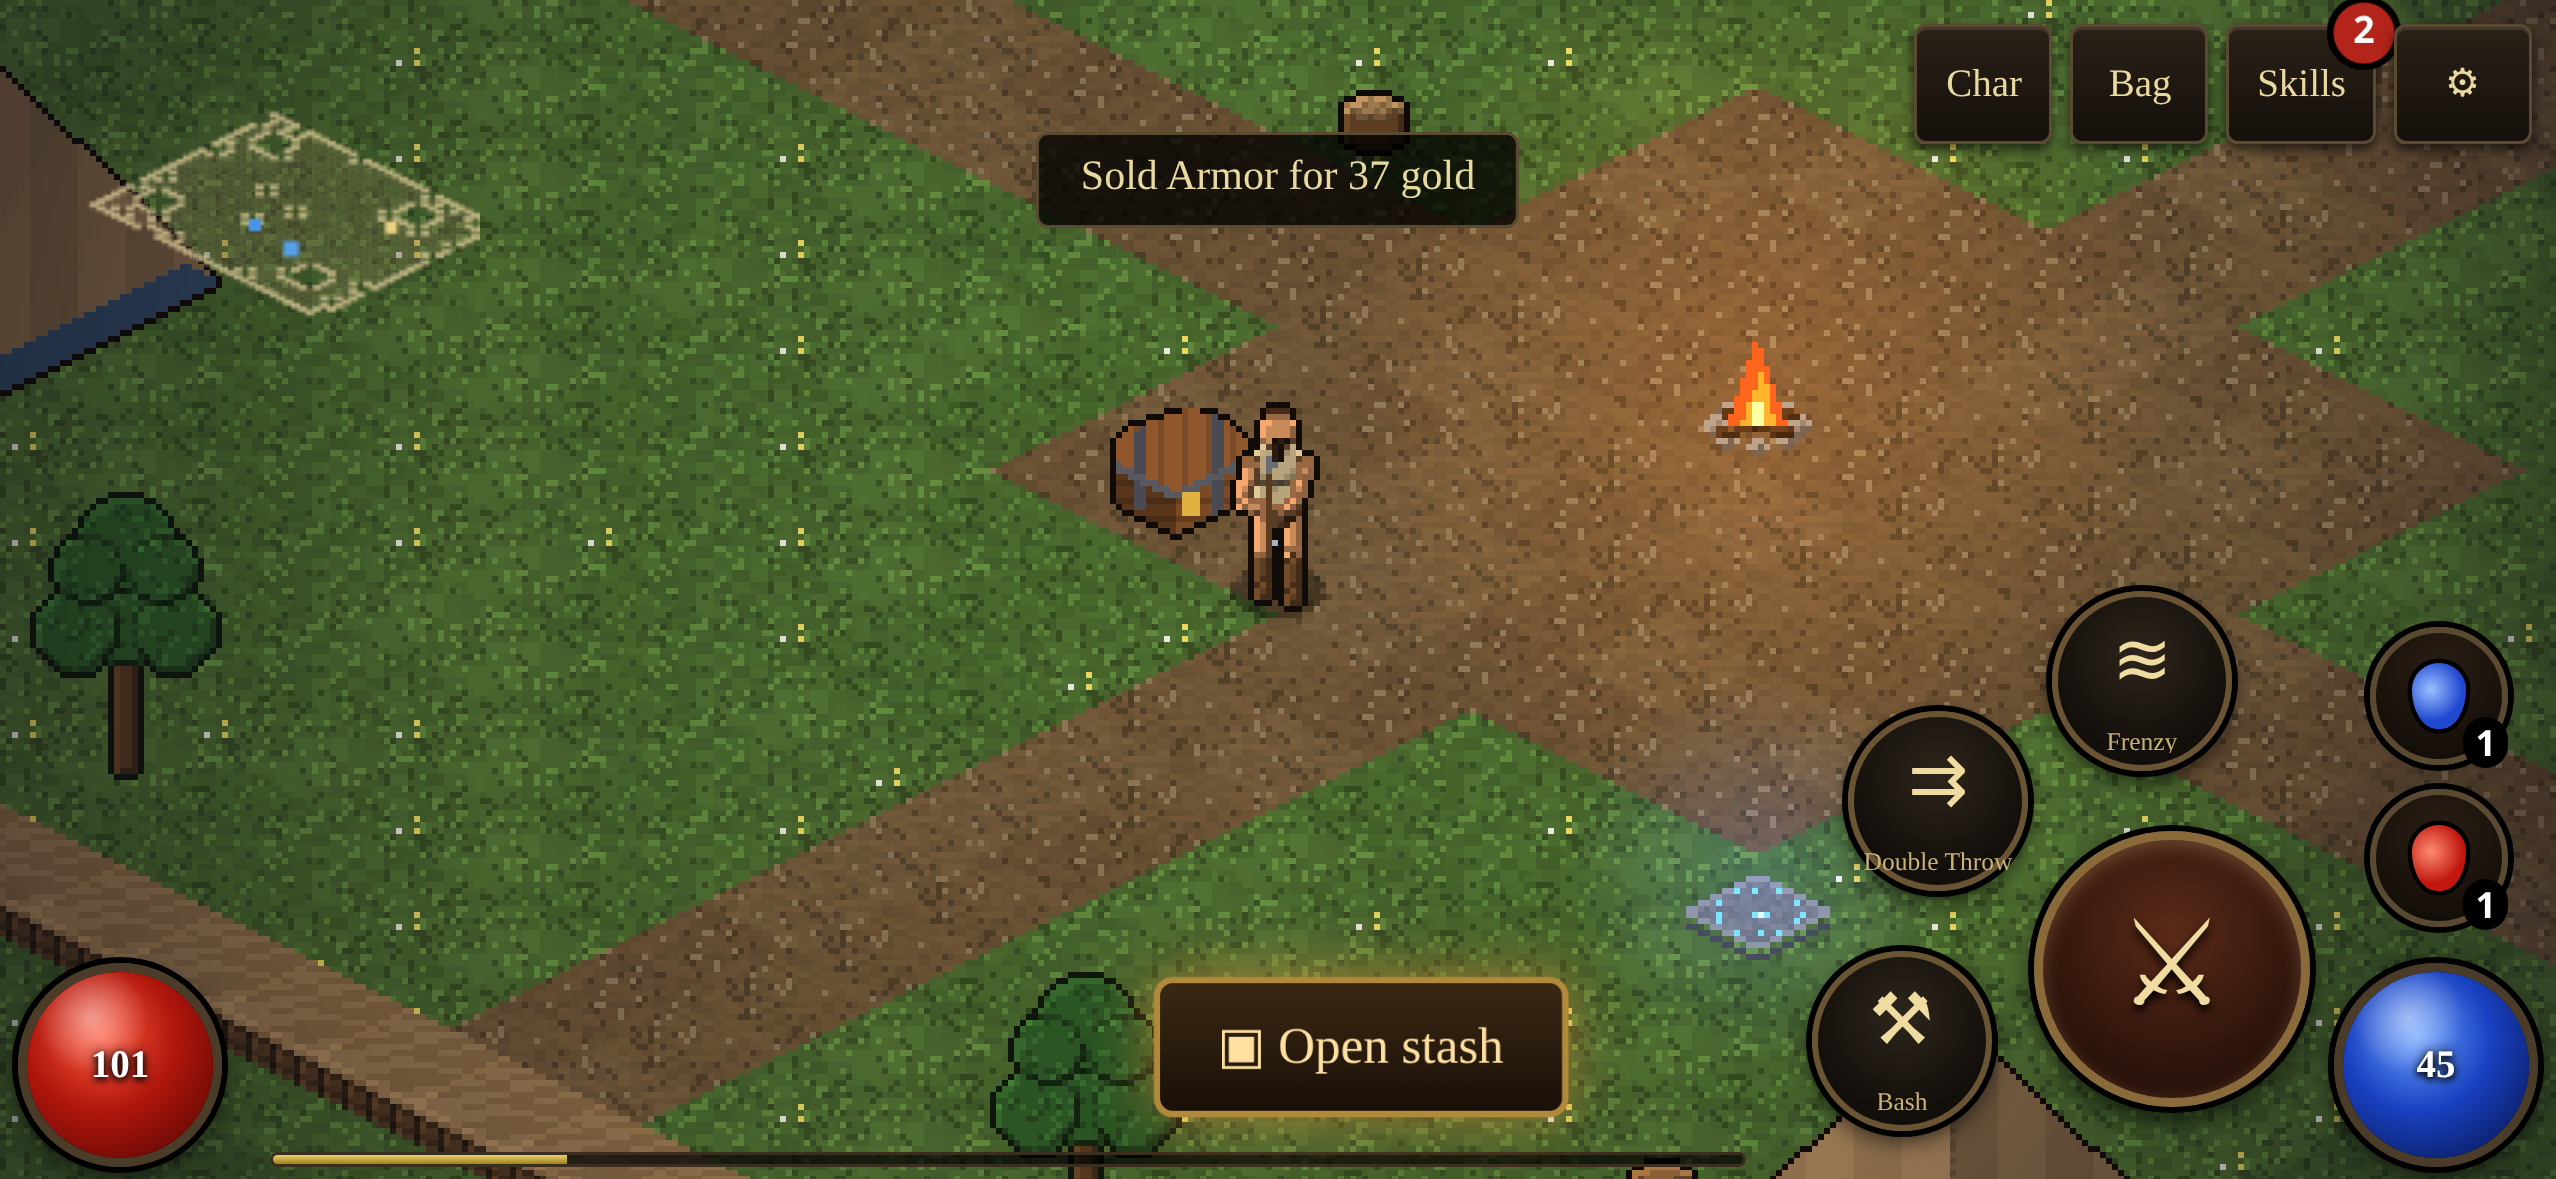 2
Char
Bag
Skills
Sold Armor for 37 gold
Frenzy
1
Double Throw
1
Open stash
Bash
101
45